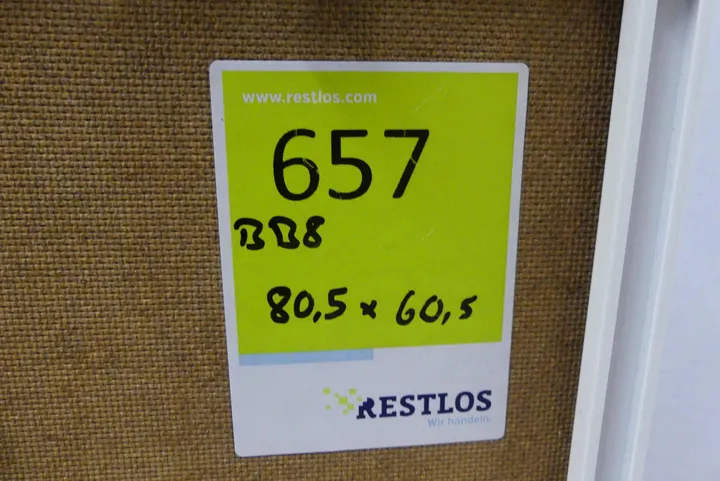 www.restlos.com
657
BB8
80,5 x 60,5
RESTLOS
Wir handeln.